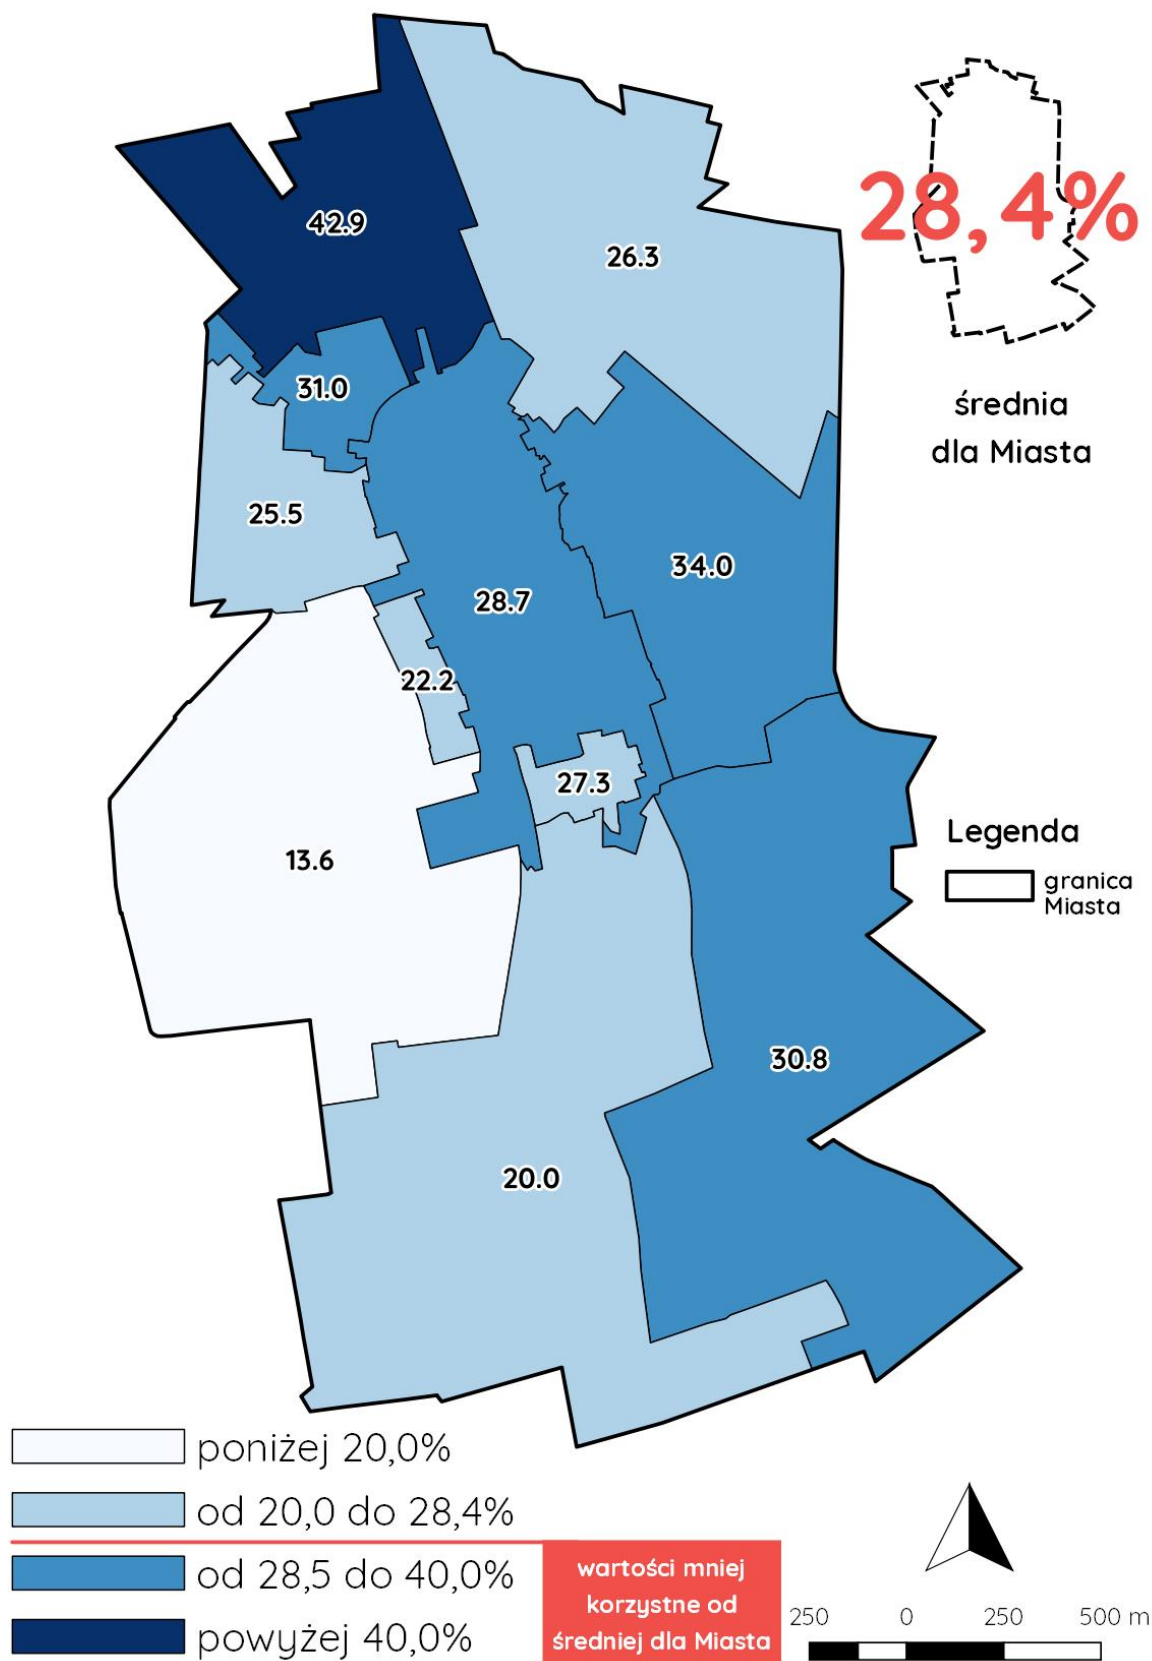 42.9
26.3
28,4%
31.0
średnia
dla Miasta
25.5
34.0
28.7
22.2
27.3
Legenda
13.6
granica
Miasta
30.8
20.0
poniżej 20,0%
od 20,0 do 28,4%
od 28,5 do 40,0%
powyżej 40,0%
wartości mniej
korzystne od
średniej dla Miasta
250 0 250 500 m